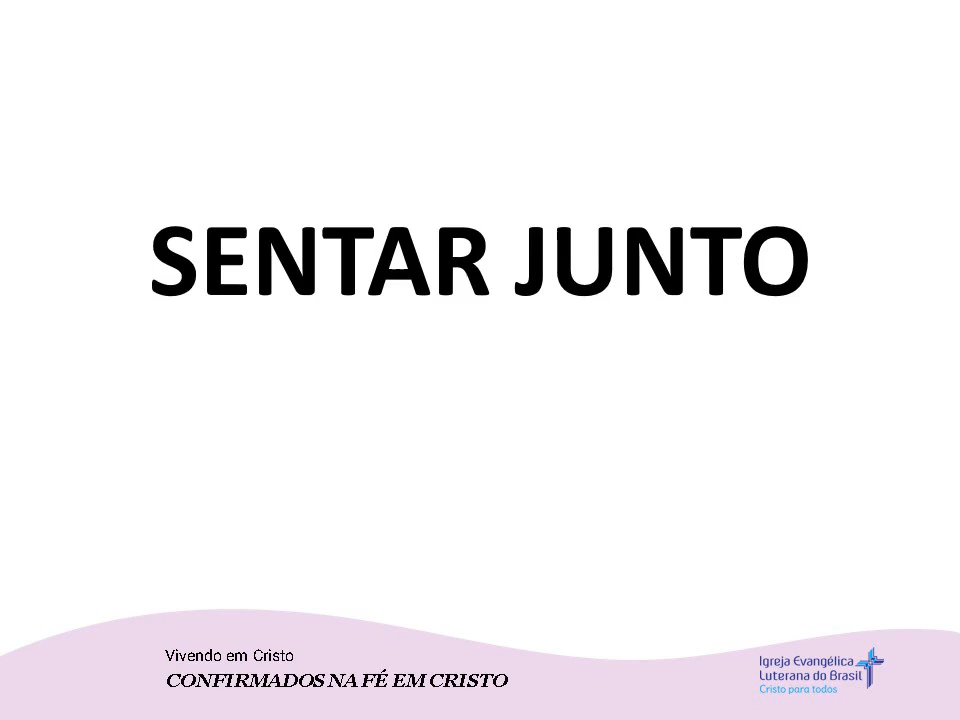 SENTAR JUNTO
Vivendo em Cristo
CONFIRMADOS NA FÉ EM CRISTO
Igreja Evangélica
Luterana do Brasil
Cristo para todos